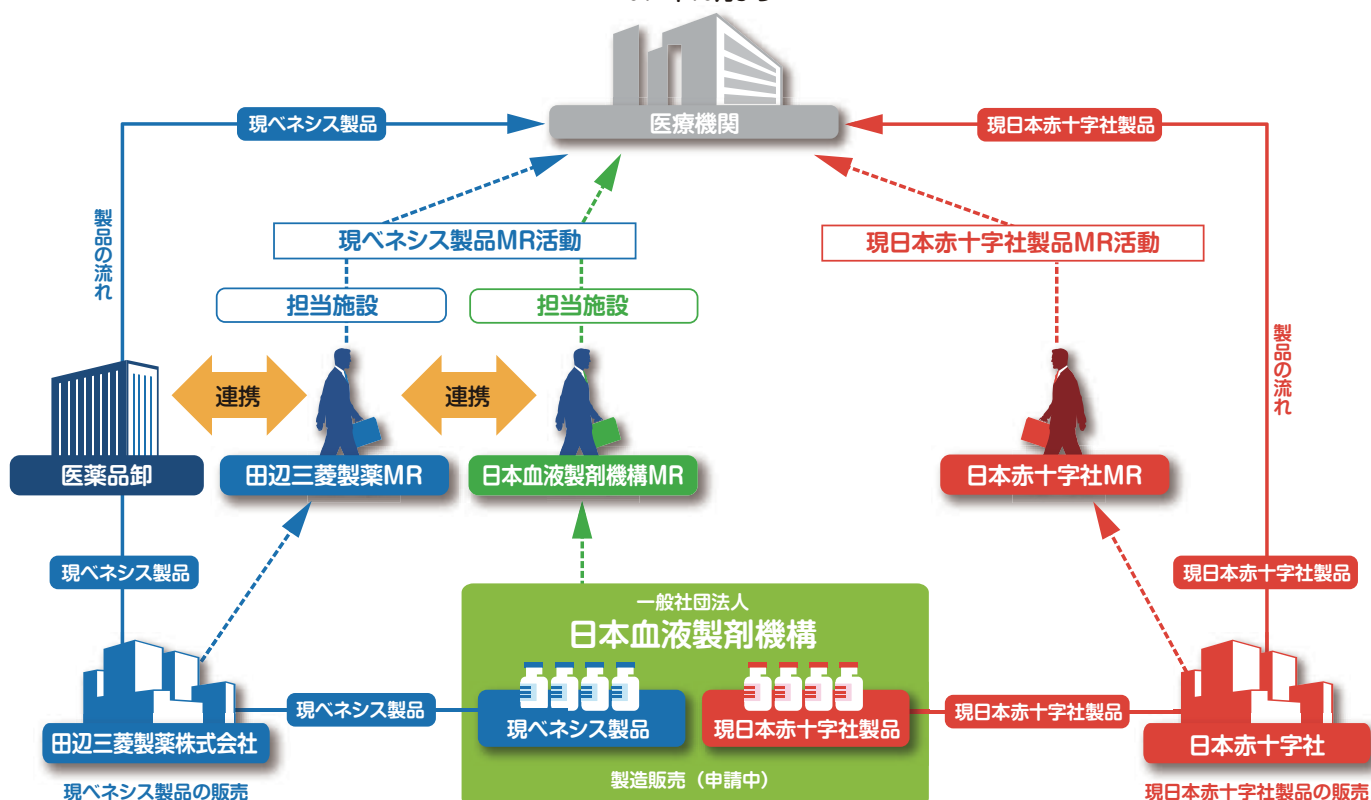 医療機関
現ベネシス製品
現日本赤十字社製品
製品の流れ
現ベネシス製品MR活動
現日本赤十字社製品MR活動
担当施設
担当施設
製品の流れ
連携
連携
医薬品卸
田辺三菱製薬MR
日本血液製剤機構MR
日本赤十字社MR
現ベネシス製品
現日本赤十字社製品
一般社団法人
日本血液製剤機構
現ベネシス製品
現ベネシス製品
現日本赤十字社製品
現日本赤十字社製品
田辺三菱製薬株式会社
日本赤十字社
製造販売（申請中）
現ベネシス製品の販売
現日本赤十字社製品の販売